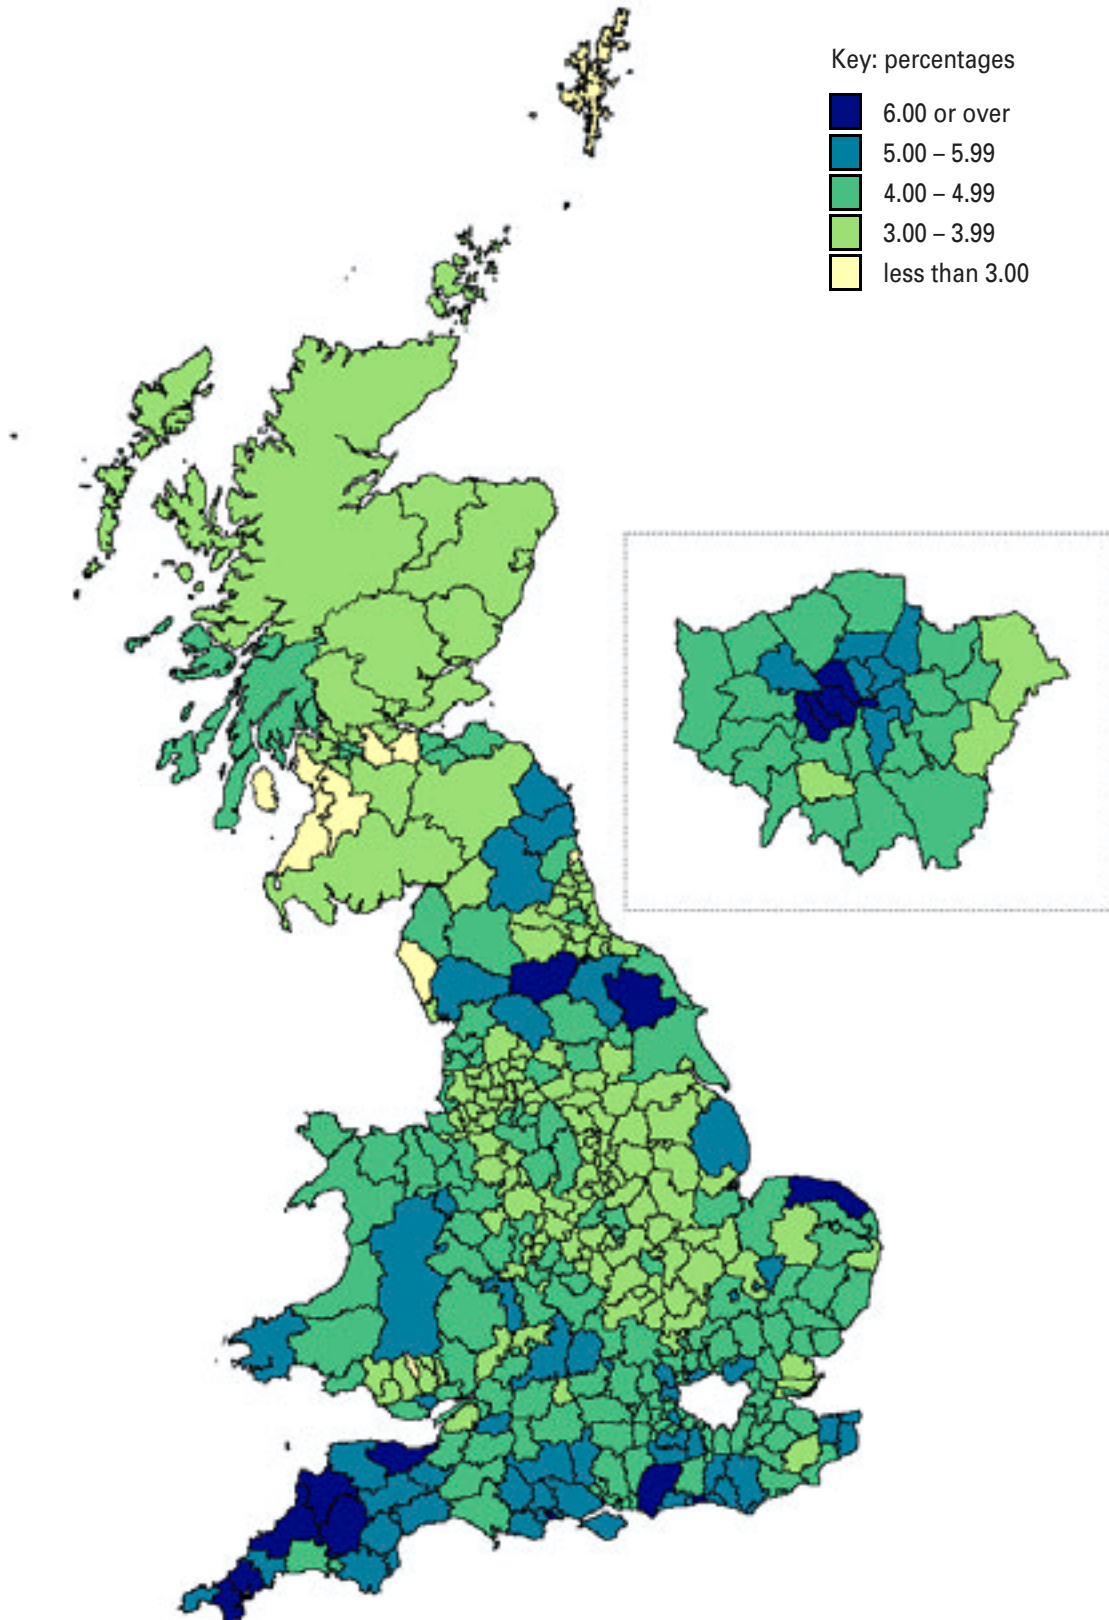 Key: percentages
6.00 or over
5.00 – 5.99
4.00 – 4.99
3.00 – 3.99
less than 3.00